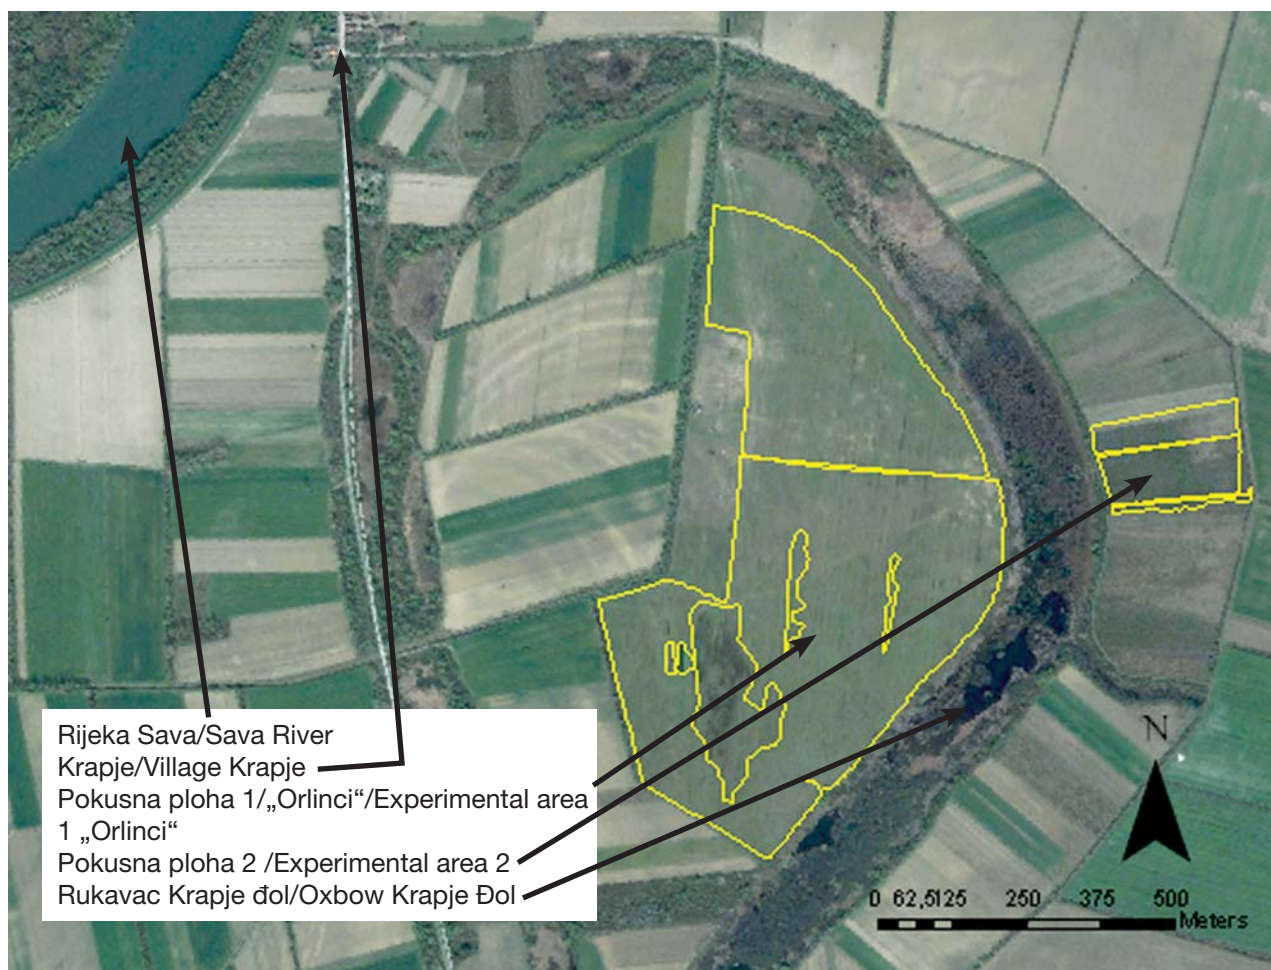 Rijeka Sava/Sava River
Krapje/Village Krapje
Pokusna ploha 1/„Orlinci“/Experimental area
1 „Orlinci“
Pokusna ploha 2 /Experimental area 2
Rukavac Krapje đol/Oxbow Krapje Đol
N
0 62,5125 250 375 500
Meters